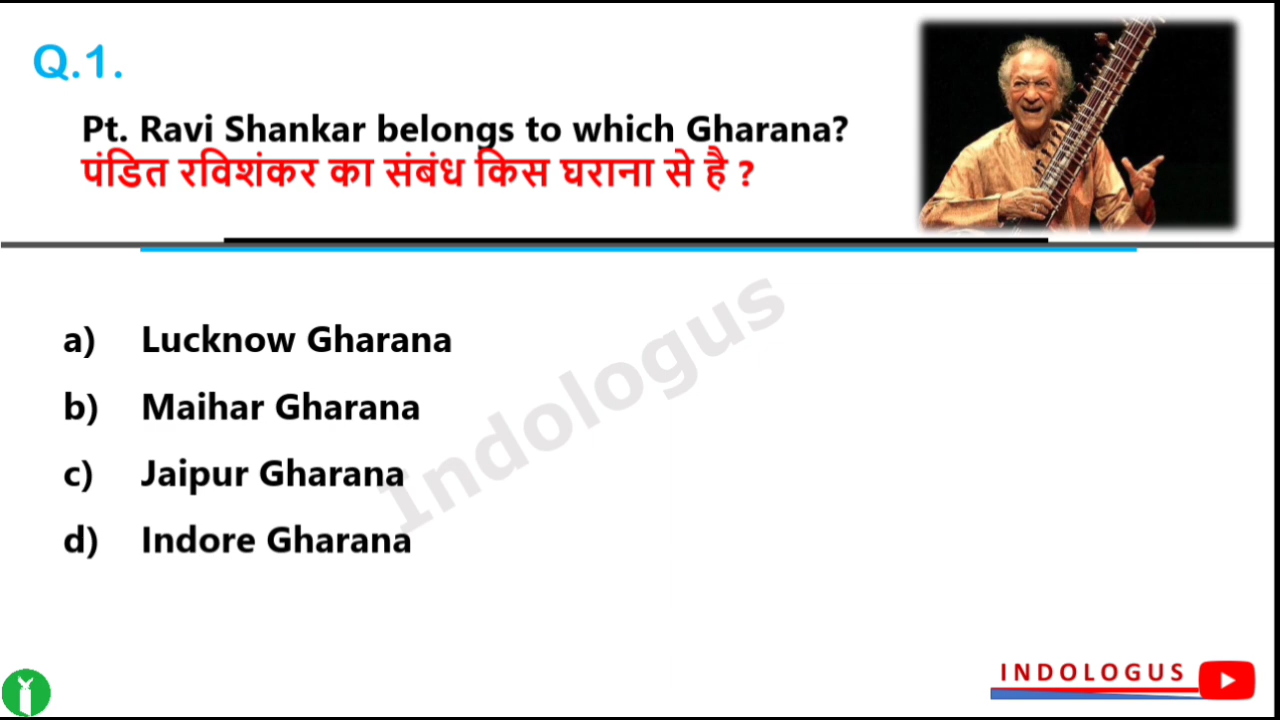 Q.1.
Pt. Ravi Shankar belongs to which Gharana?
पंडित रविशंकर का संबंध किस घराना से है ?
a) Lucknow Gharana
b) Maihar Gharana
c) Jaipur Gharana
d) Indore Gharana
Indologus
INDOLOGUS